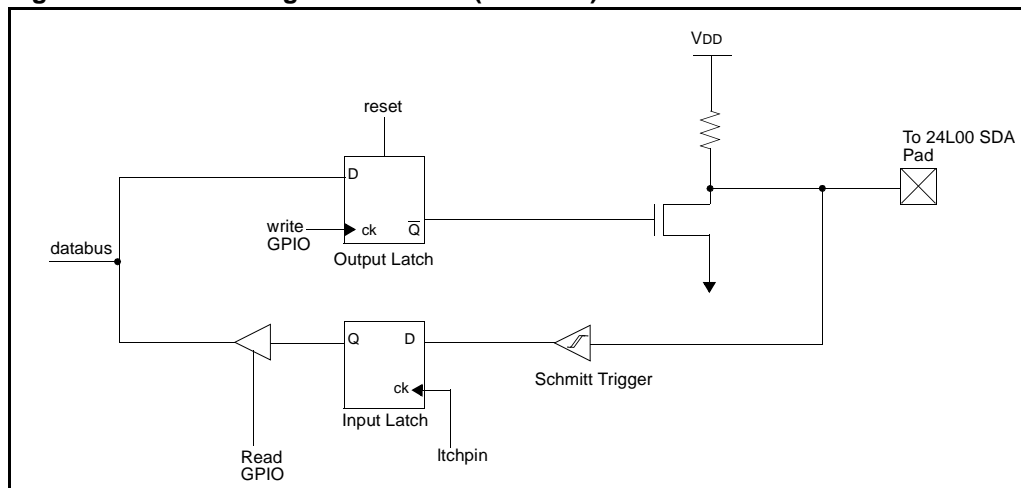 VDD
reset
To 24L00 SDA
Pad
D
write
GPIO
ck
Q
databus
Output Latch
Q
D
Schmitt Trigger
ck
Input Latch
Read
GPIO
ltchpin